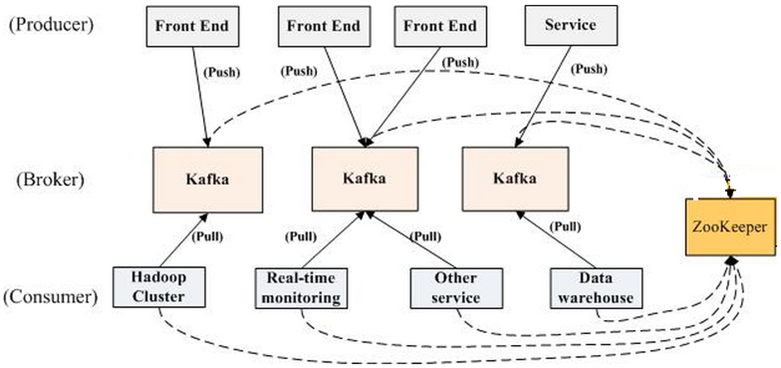 (Producer)
Front End
Front End
Front End
Service
(Push)
(Push)
(Push)
(Push)
(Broker)
Kafka
Kafka
Kafka
ZooKeeper
(Pull)
(Pull)
(Pull)
(Pull)
(Consumer)
Hadoop
Cluster
Real-time
monitoring
Other
service
Data
warehouse